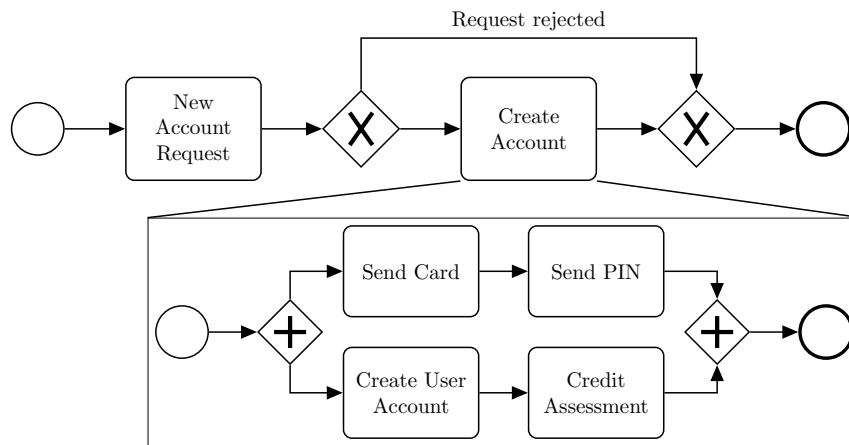 Request rejected
New
Account
Request
Create
Account
Send Card
Send PIN
Create User
Account
Credit
Assessment